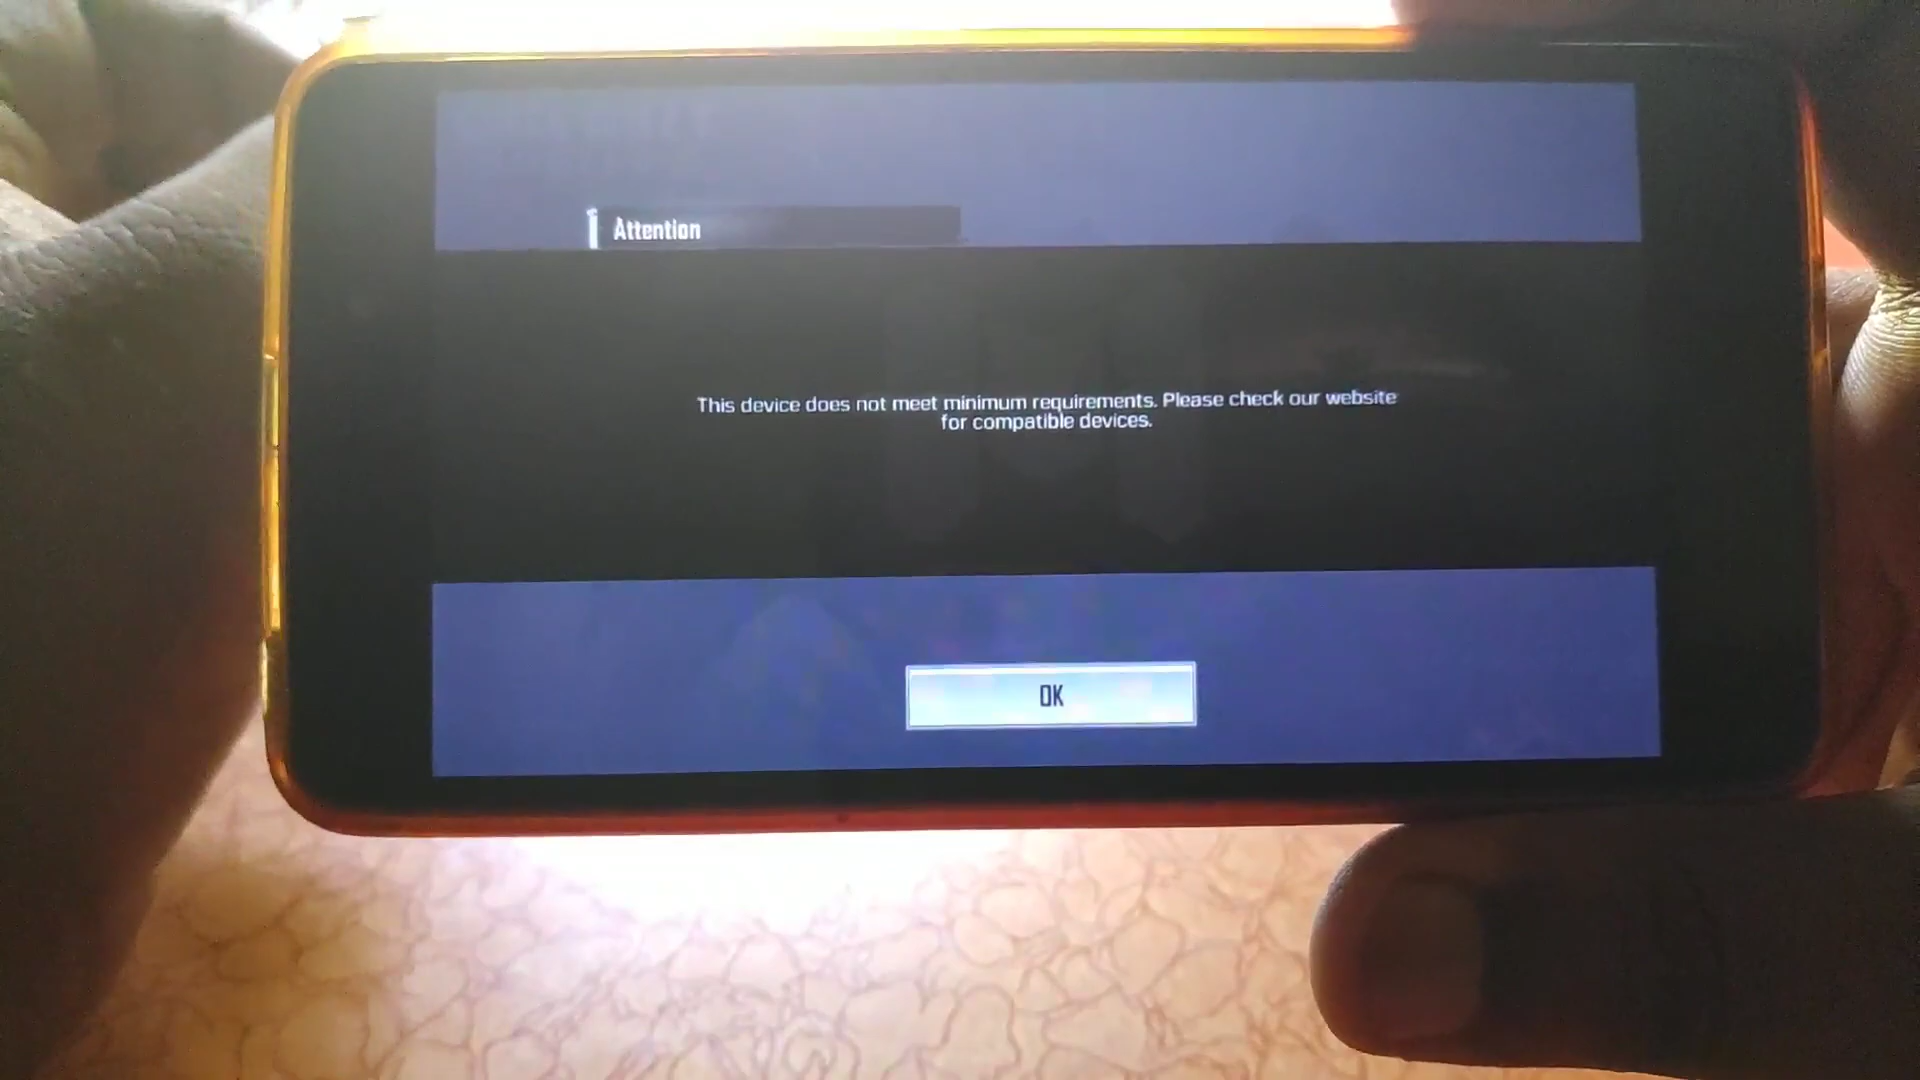 Attention
This device does not meet minimum requirements. Please check our website
for compatible devices.
OK